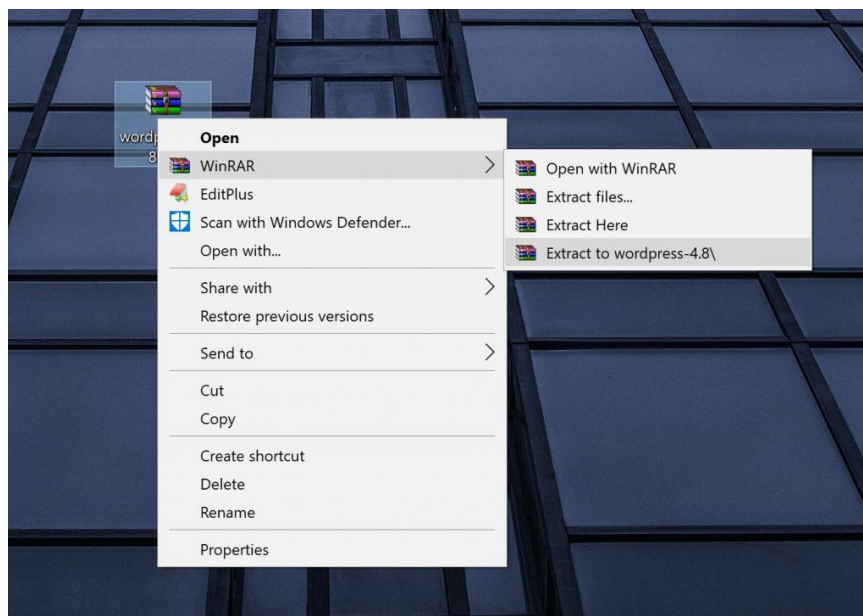 wordp
8
Open
WinRAR
EditPlus
Scan with Windows Defender...
Open with...
Share with
Restore previous versions
Send to
Cut
Copy
Create shortcut
Delete
Rename
Properties
Open with WinRAR
Extract files...
Extract Here
Extract to wordpress-4.8\